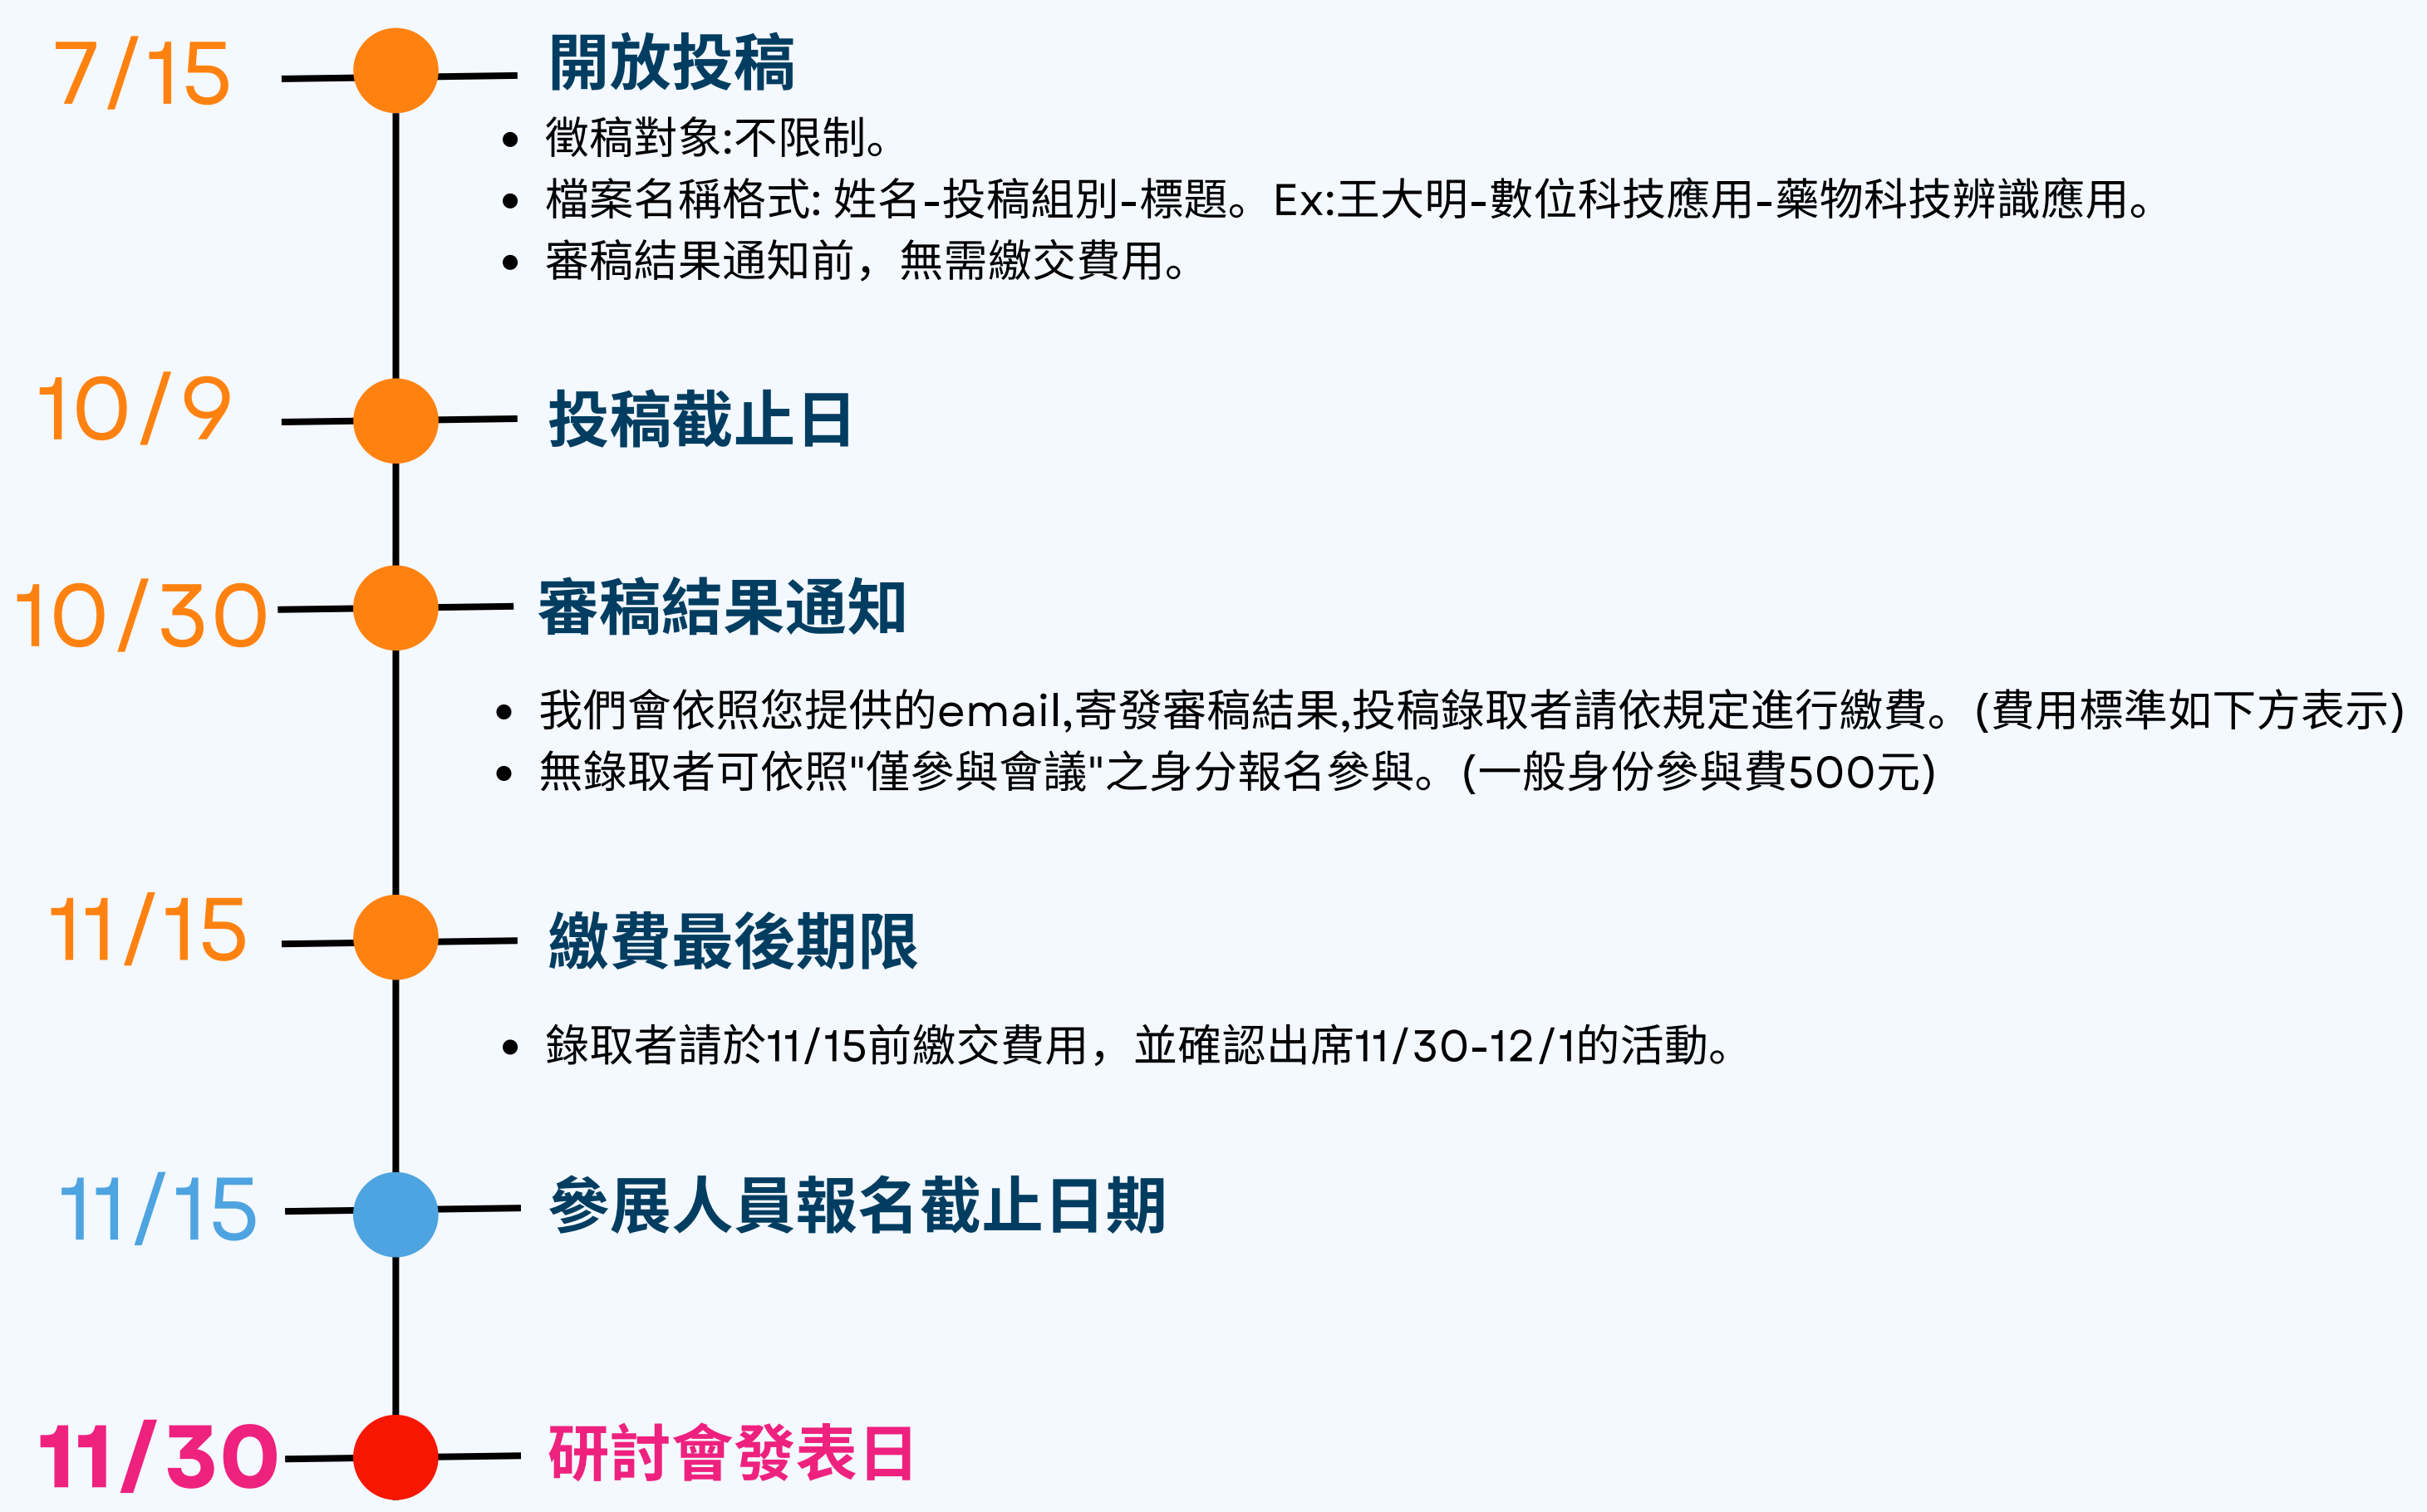 7/15
開放投稿
• 徵稿對象:不限制。
• 檔案名稱格式: 姓名-投稿組別-標題。Ex:王大明-數位科技應用-藥物科技辨識應用。
• 審稿結果通知前，無需繳交費用。
10/9
投稿截止日
10/30
審稿結果通知
• 我們會依照您提供的email,寄發審稿結果,投稿錄取者請依規定進行繳費。(費用標準如下方表示)
• 無錄取者可依照"僅參與會議"之身分報名參與。(一般身份參與費500元)
11/15
繳費最後期限
• 錄取者請於11/15前繳交費用，並確認出席11/30-12/1的活動。
11/15
參展人員報名截止日期
11/30
研討會發表日